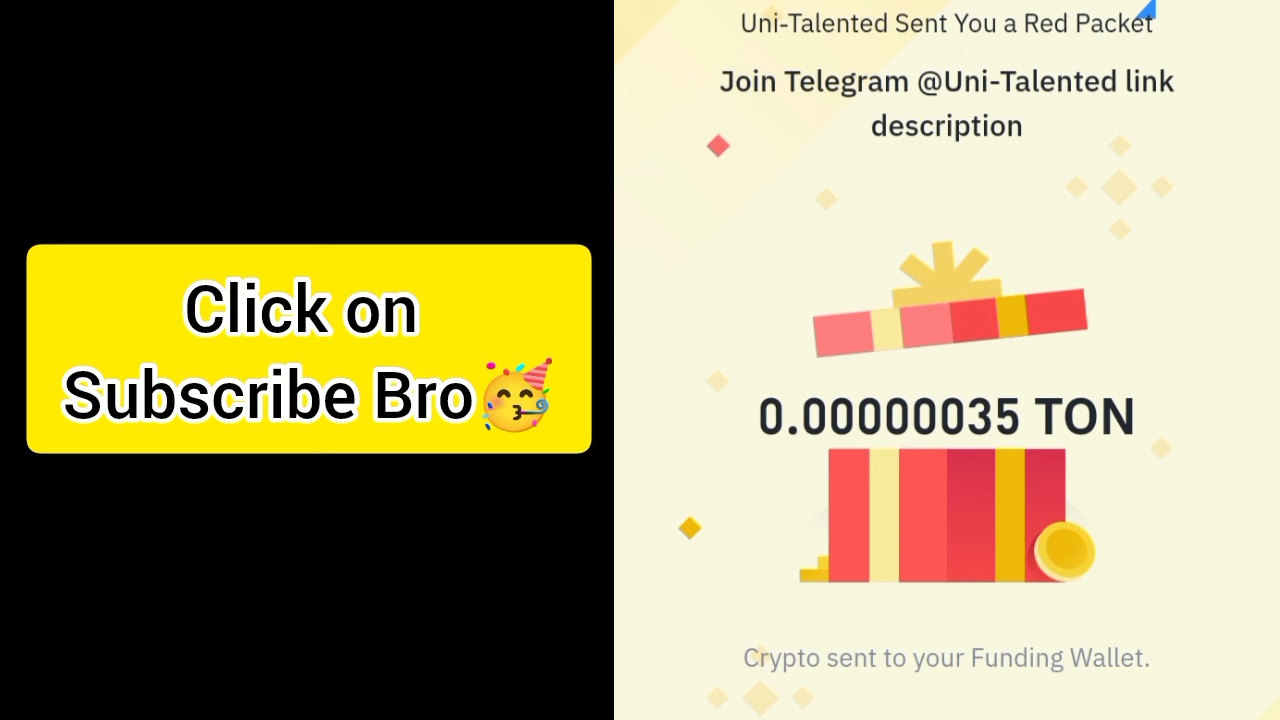 Click on
Subscribe Bro🥳
Uni-Talented Sent You a Red Packet
Join Telegram @Uni-Talented link
description
0.00000035 TON
Crypto sent to your Funding Wallet.